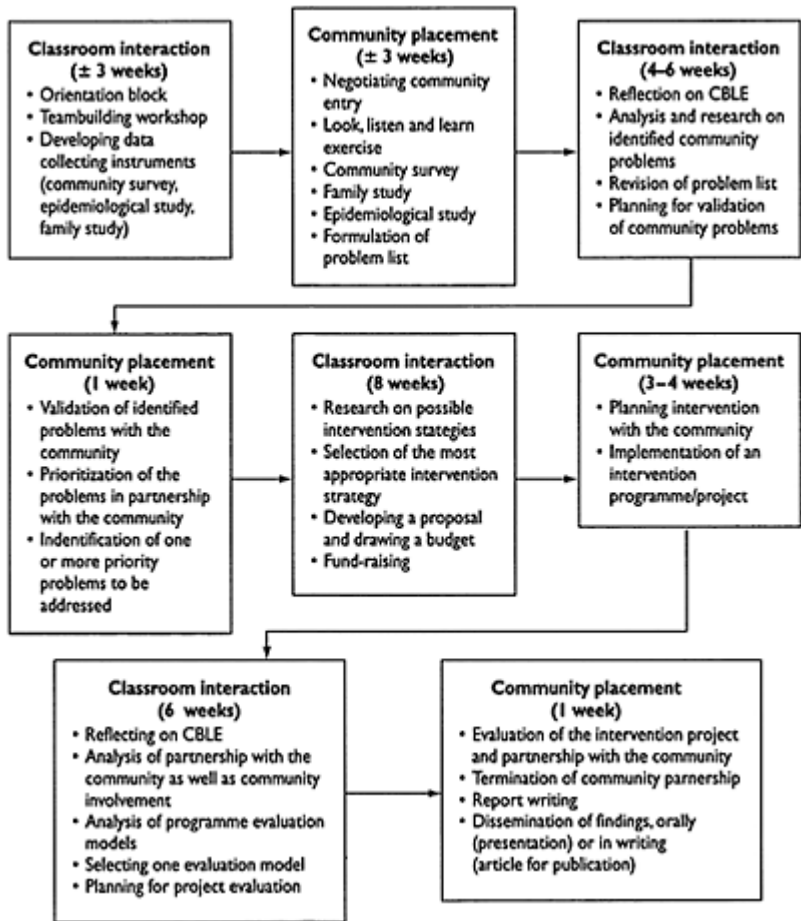 Classroom interaction
(± 3 weeks)
• Orientation block
• Teambuilding workshop
• Developing data
collecting instruments
(community survey,
epidemiological study,
family study)
Community placement
(± 3 weeks)
• Negotiating community
entry
• Look, listen and learn
exercise
• Community survey
• Family study
• Epidemiological study
• Formulation of
problem list
Classroom interaction
(4–6 weeks)
• Reflection on CBLE
• Analysis and research on
identified community
problems
• Revision of problem list
• Planning for validation
of community problems
Community placement
(1 week)
• Validation of identified
problems with the
community
• Prioritization of the
problems in partnership
with the community
• Indentification of one
or more priority
problems to be
addressed
Classroom interaction
(8 weeks)
• Research on possible
intervention stategies
• Selection of the most
appropriate intervention
strategy
• Developing a proposal
and drawing a budget
• Fund-raising
Community placement
(3–4 weeks)
• Planning intervention
with the community
• Implementation of an
intervention
programme/project
Classroom interaction
(6 weeks)
• Reflecting on CBLE
• Analysis of partnership with the
community as well as community
involvement
• Analysis of programme evaluation
models
• Selecting one evaluation model
• Planning for project evaluation
Community placement
(1 week)
• Evaluation of the intervention project
and partnership with the community
• Termination of community parnership
• Report writing
• Dissemination of findings, orally
(presentation) or in writing
(article for publication)